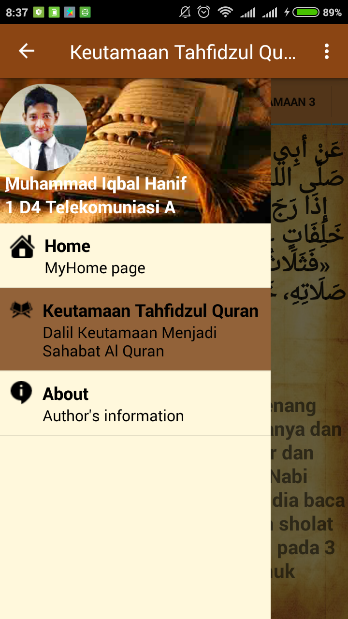 8:37
89%
Keutamaan Tahfidzul Qu...
AMAAN 3
Muhammad Iqbal Hanif
1 D4 Telekomuniasi A
Home
MyHome page
Keutamaan Tahfidzul Quran
Dalil Keutamaan Menjadi
Sahabat Al Quran
About
Author's information
عَنْ أَبِي
صَلَّى
إِذَا رَجَ
خَلِفَاتٍ
«فَثَلَاثُ
صَلَاتِهِ،
enang
nya dan
r dan
Nabi
dia baca
sholat
pada 3
uk